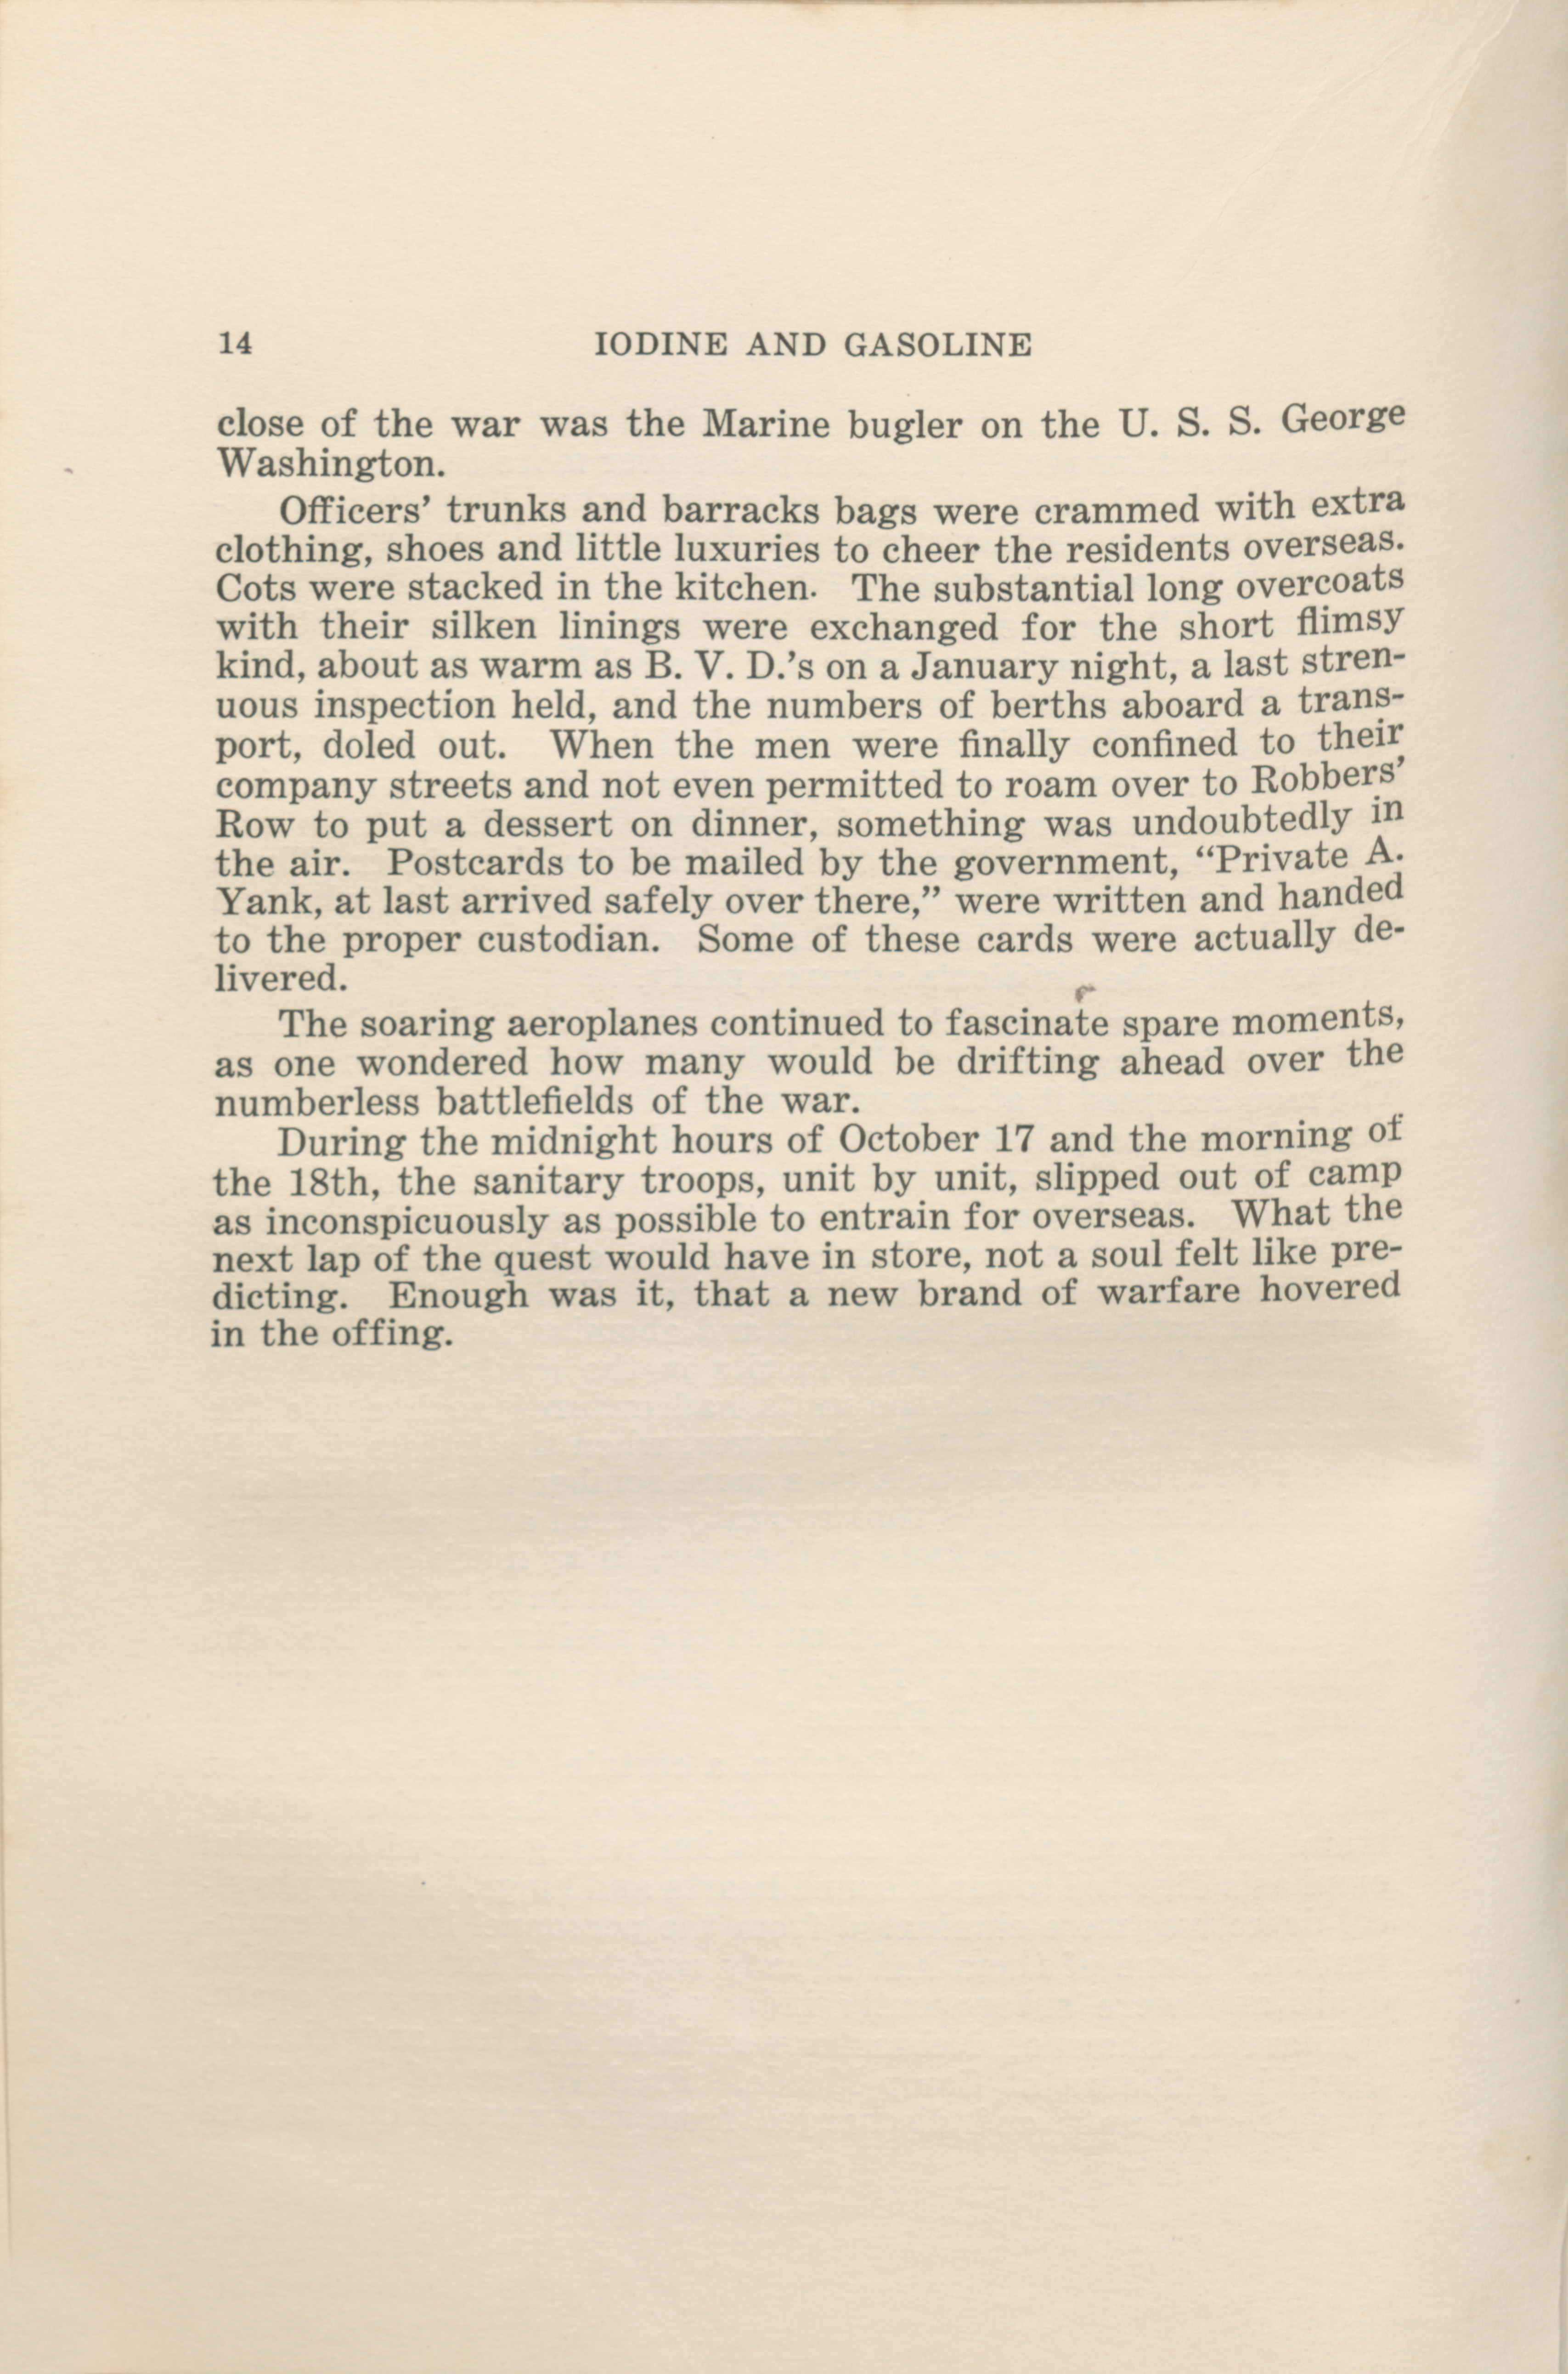 14 IODINE AND GASOLINE
close of the war was the Marine bugler on the U. S. S. George
Washington.
Officers’ trunks and barracks bags were crammed with extra
clothing, shoes and little luxuries to cheer the residents overseas.
Cots were stacked in the kitchen. The substantial long overcoats
with their silken linings were exchanged for the short flimsy
kind, about as warm as B. V. D.’s on a January night, a last stren-
uous inspection held, and the numbers of berths aboard a trans-
port, doled out. When the men were finally confined to their
company streets and not even permitted to roam over to Robbers’
Row to put a dessert on dinner, something was undoubtedly in
the air. Postcards to be mailed by the government, “Private A.
Yank, at last arrived safely over there,” were written and handed
to the proper custodian. Some of these cards were actually de-
livered.
The soaring aeroplanes continued to fascinate spare moments,
as one wondered how many would be drifting ahead over the
numberless battlefields of the war.
During the midnight hours of October 17 and the morning of
the 18th, the sanitary troops, unit by unit, slipped out of camp
as inconspicuously as possible to entrain for overseas. What the
next lap of the quest would have in store, not a soul felt like pre-
dicting. Enough was it, that a new brand of warfare hovered
in the offing.